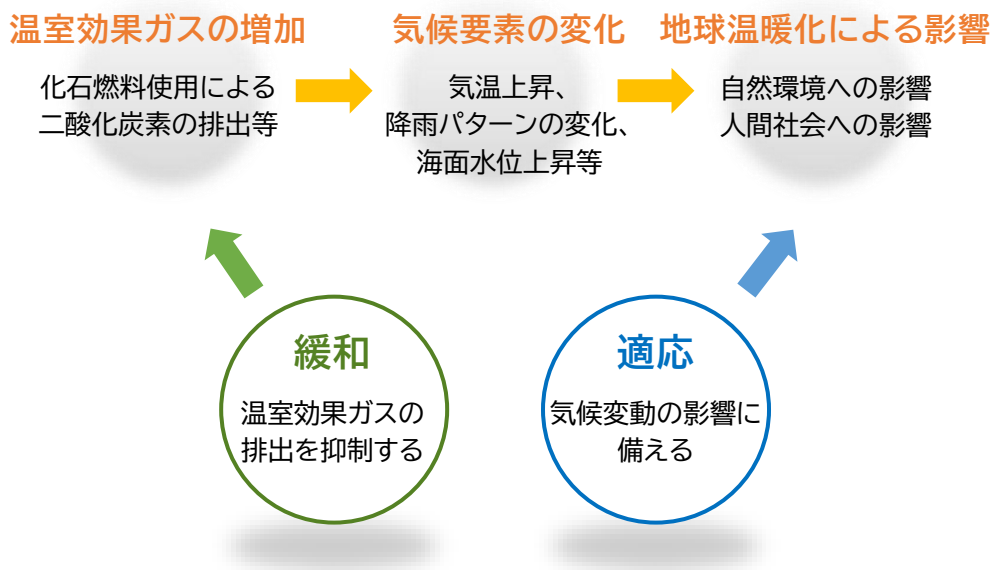 温室効果ガスの増加
化石燃料使用による
二酸化炭素の排出等
気候要素の変化
気温上昇、
降雨パターンの変化、
海面水位上昇等
地球温暖化による影響
自然環境への影響
人間社会への影響
緩和
温室効果ガスの
排出を抑制する
適応
気候変動の影響に
備える